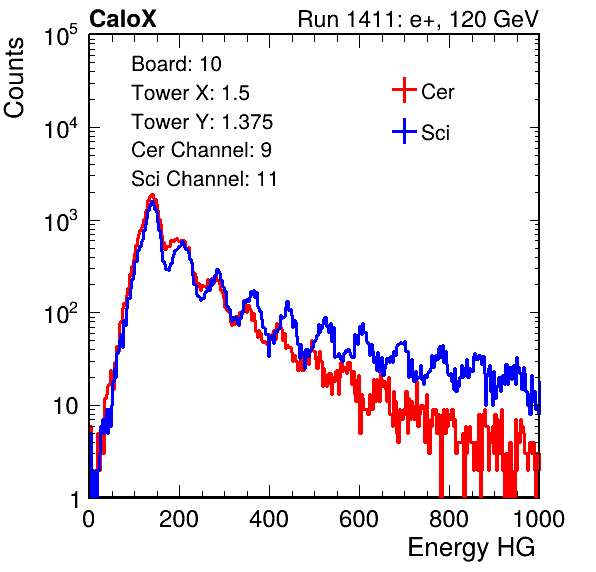 CaloX Run 1411: e+, 120 GeV
Counts
10^5
10^4
10^3
10^2
10
1
Board: 10
Tower X: 1.5
Tower Y: 1.375
Cer Channel: 9
Sci Channel: 11
Cer
Sci
0 200 400 600 800 1000
Energy HG